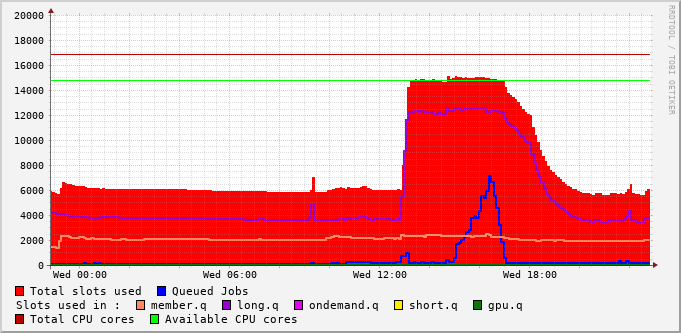 20000
18000
16000
14000
12000
10000
8000
6000
4000
2000
0
Wed 00:00 Wed 06:00 Wed 12:00 Wed 18:00
Total slots used Queued Jobs
Slots used in : member.q long.q ondemand.q short.q gpu.q
Total CPU cores Available CPU cores
RRDTOOL / TOBI OETIKER